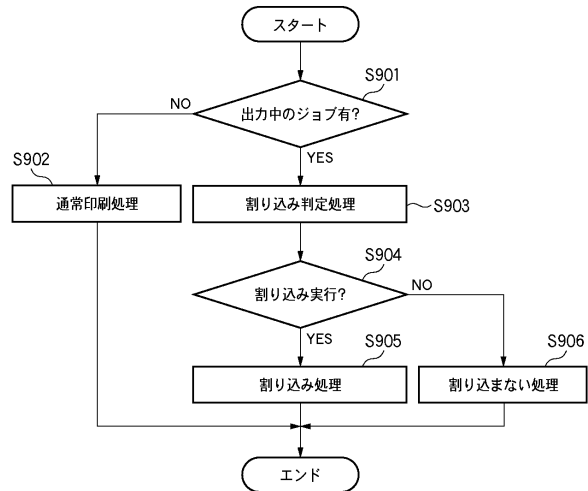 スタート
S901
出力中のジョブ有?
NO
YES
S902
通常印刷処理
割り込み判定処理
S903
S904
割り込み実行?
NO
YES
S905
割り込み処理
S906
割り込まない処理
エンド